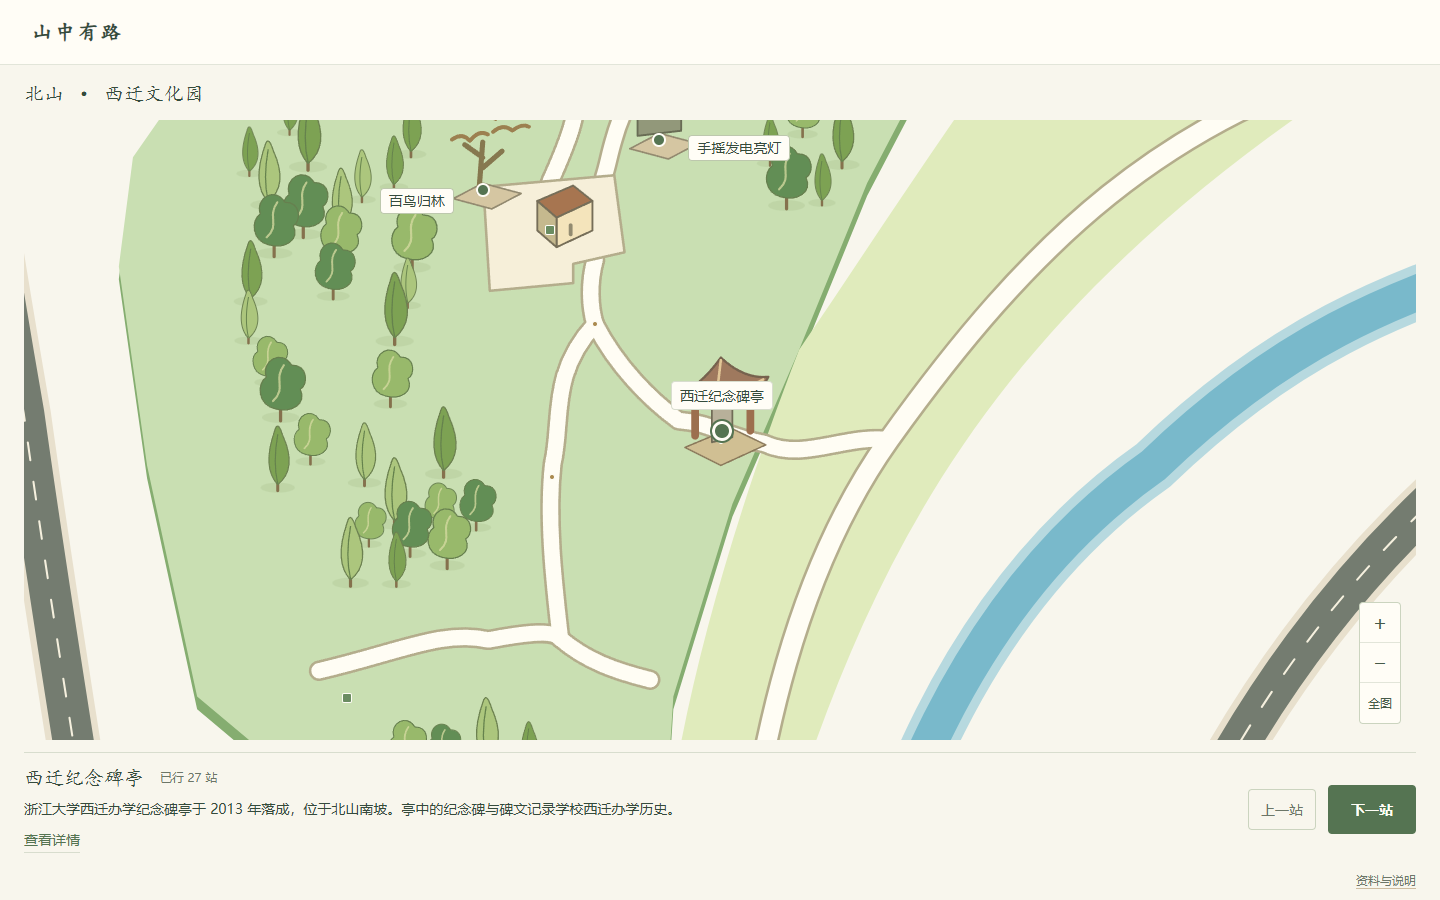 山中有路
北山 • 西迁文化园
手摇发电亮灯
百鸟归林
西迁纪念碑亭
+
−
全图
西迁纪念碑亭 已行 27 站
浙江大学西迁办学纪念碑亭于 2013 年落成，位于北山南坡。亭中的纪念碑与碑文记录学校西迁办学历史。
上一站 下一站
查看详情
资料与说明